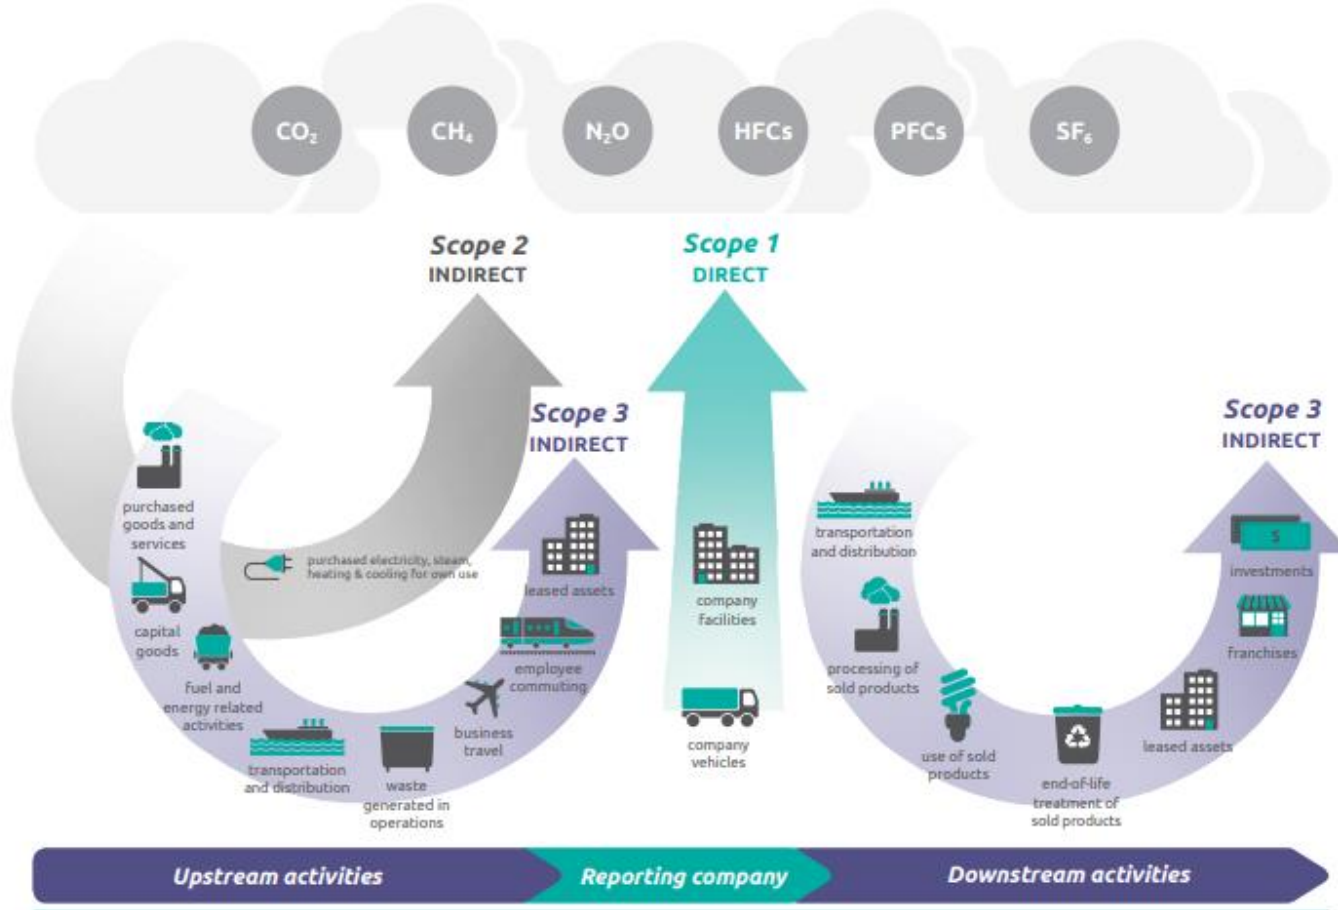 CO₂
CH₄
N₂O
HFCs
PFCs
SF₆
Scope 2
INDIRECT
Scope 1
DIRECT
Scope 3
INDIRECT
Scope 3
INDIRECT
purchased
goods and
services
capital
goods
fuel and
energy related
activities
transportation
and distribution
waste
generated in
operations
business
travel
employee
commuting
leased assets
purchased electricity, steam,
heating & cooling for own use
company
facilities
company
vehicles
transportation
and distribution
processing of
sold products
use of sold
products
end-of-life
treatment of
sold products
leased assets
franchises
investments
$
Upstream activities
Reporting company
Downstream activities